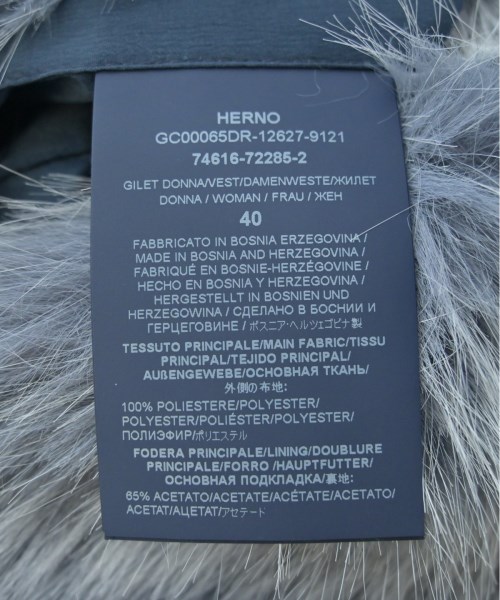 HERNO
GC00065DR-12627-9121
74616-72285-2
GILET DONNA/VEST/DAMENWESTE/ЖИЛЕТ
DONNA / WOMAN / FRAU / ЖЕН
40
FABBRICATO IN BOSNIA ERZEGOVINA /
MADE IN BOSNIA AND HERZEGOVINA /
FABRIQUÉ EN BOSNIE-HERZÉGOVINE /
HECHO EN BOSNIA Y HERZEGOVINA /
HERGESTELLT IN BOSNIEN UND
HERZEGOWINA / СДЕЛАНО В БОСНИИ И
ГЕРЦЕГОВИНЕ / ボスニア・ヘルツェゴビナ製
TESSUTO PRINCIPALE/MAIN FABRIC/TISSU
PRINCIPAL/TEJIDO PRINCIPAL/
AUßENGEWEBE/ОСНОВНАЯ ТКАНЬ/
外側の布地:
100% POLIESTERE/POLYESTER/
POLYESTER/POLIÉSTER/POLYESTER/
ПОЛИЭФИР/ポリエステル
FODERA PRINCIPALE/LINING/DOUBLURE
PRINCIPALE/FORRO /HAUPTFUTTER/
ОСНОВНАЯ ПОДКЛАДКА/裏地:
65% ACETATO/ACETATE/ACÉTATE/ACETATO/
ACETAT/АЦЕТАТ/アセテート